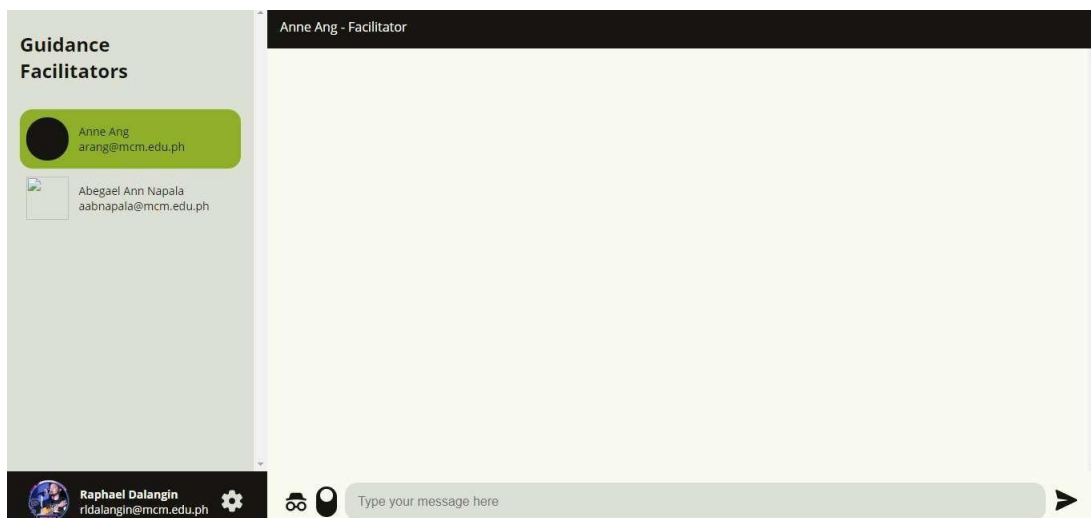 Guidance
Facilitators
Anne Ang
arang@mcm.edu.ph
Abegael Ann Napala
aabnapala@mcm.edu.ph
Raphael Dalangin
rldalangin@mcm.edu.ph
Anne Ang - Facilitator
Type your message here